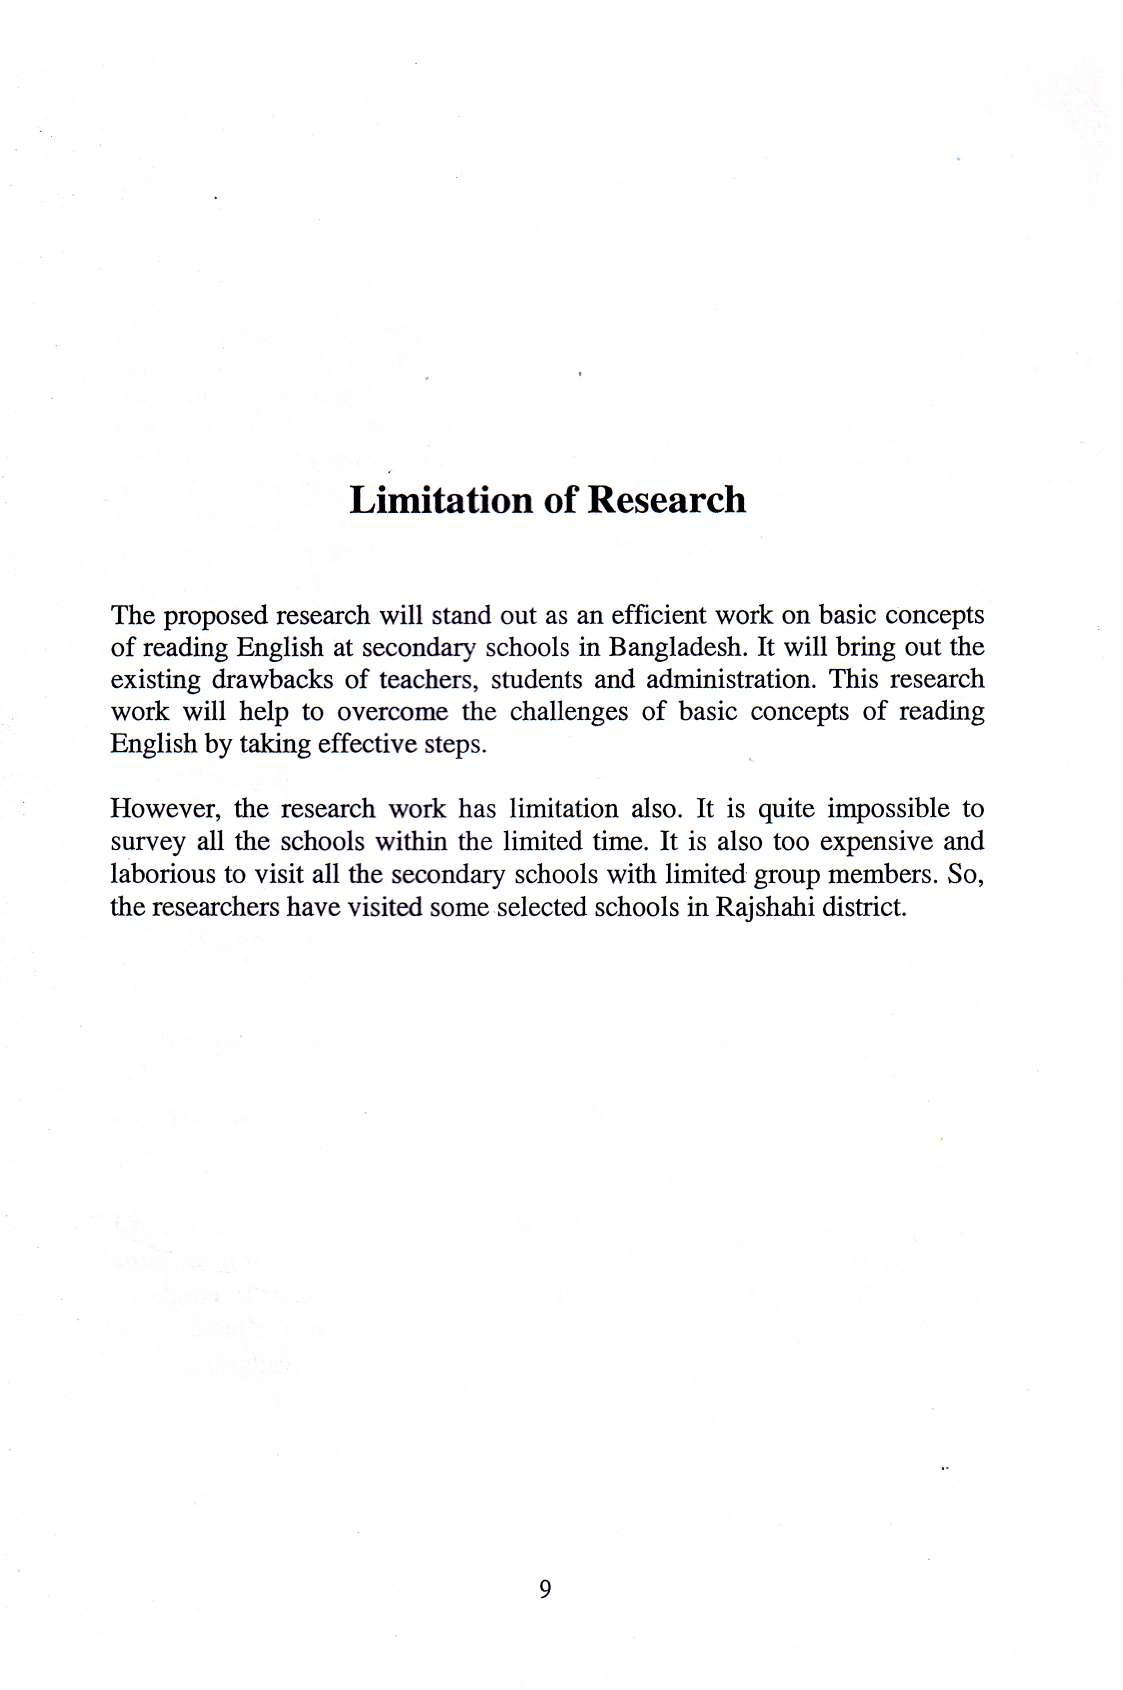 Limitation of Research
The proposed research will stand out as an efficient work on basic concepts
of reading English at secondary schools in Bangladesh. It will bring out the
existing drawbacks of teachers, students and administration. This research
work will help to overcome the challenges of basic concepts of reading
English by taking effective steps.
However, the research work has limitation also. It is quite impossible to
survey all the schools within the limited time. It is also too expensive and
laborious to visit all the secondary schools with limited group members. So,
the researchers have visited some selected schools in Rajshahi district.
9